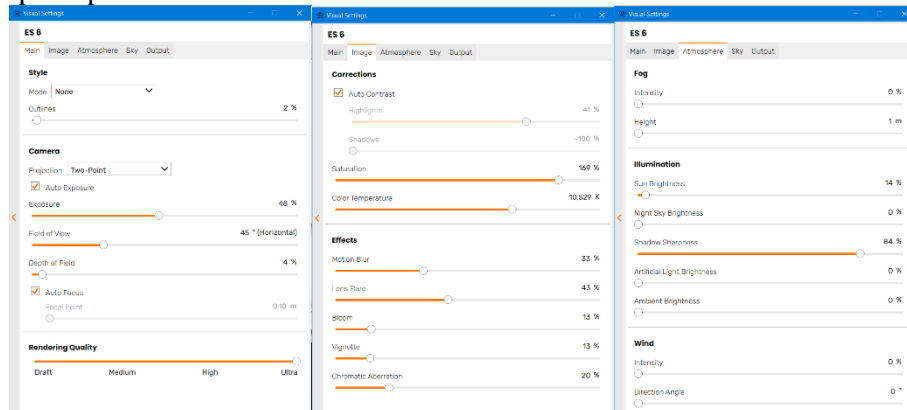 Visual Settings
ES 6
Main Image Atmosphere Sky Output
Style
Mode None
Outlines 2 %
Camera
Projection Two-Point
Auto Exposure
Exposure 48 %
Field of View 45 ° (Horizontal)
Depth of Field 4 %
Auto Focus
Focal Point 0.10 m
Rendering Quality
Draft Medium High Ultra
Visual Settings
ES 6
Main Image Atmosphere Sky Output
Corrections
Auto Contrast
Highlights 41 %
Shadows -100 %
Saturation 169 %
Color Temperature 10,529 K
Effects
Motion Blur 33 %
Lens Flare 43 %
Bloom 13 %
Vignette 13 %
Chromatic Aberration 20 %
Visual Settings
ES 6
Main Image Atmosphere Sky Output
Fog
Intensity 0 %
Height 1 m
Illumination
Sun Brightness 14 %
Night Sky Brightness 0 %
Shadow Sharpness 84 %
Artificial Light Brightness 0 %
Ambient Brightness 0 %
Wind
Intensity 0 %
Direction Angle 0 °